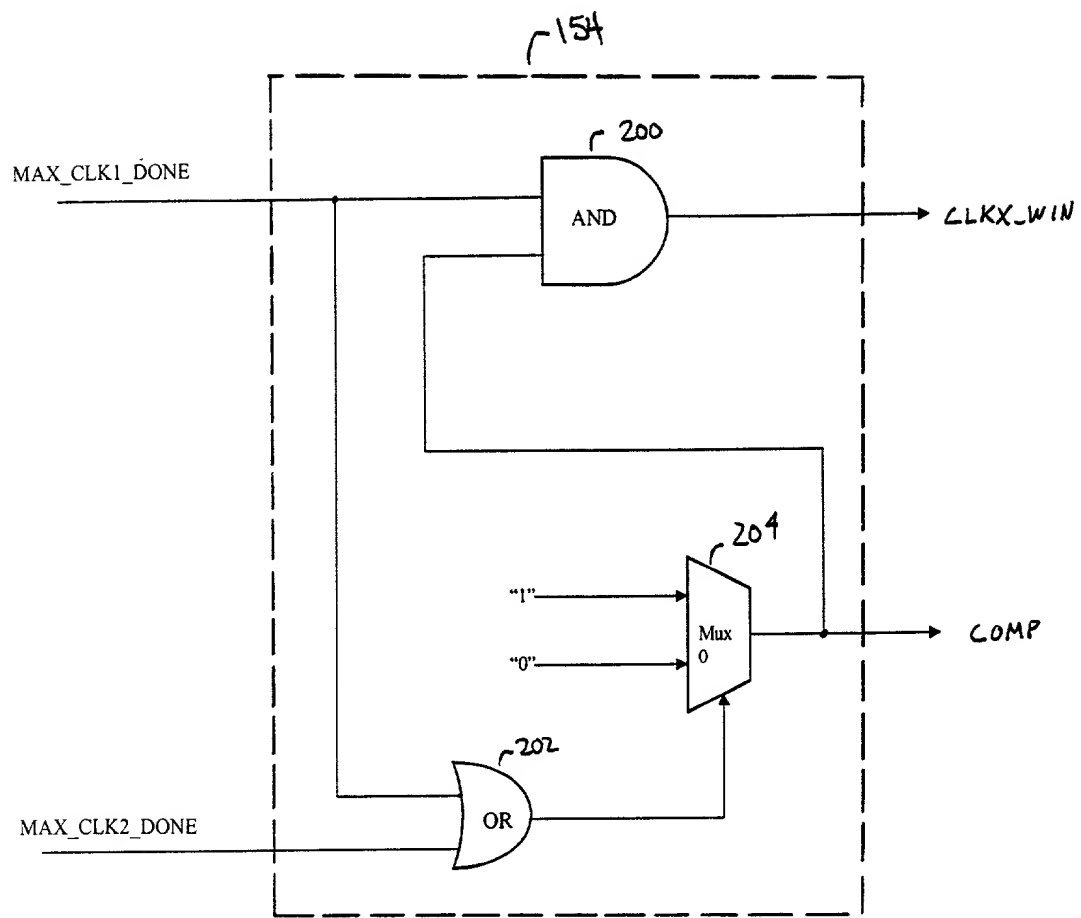 154
200
MAX_CLK1_DONE
AND
CLKX_WIN
204
“1”
Mux
0
COMP
“0”
202
OR
MAX_CLK2_DONE